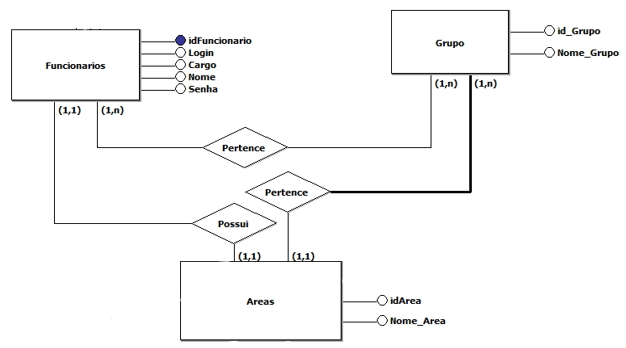 Funcionarios
idFuncionario
Login
Cargo
Nome
Senha
Grupo
id_Grupo
Nome_Grupo
(1,1)
(1,n)
(1,n)
(1,n)
Pertence
Pertence
Possui
(1,1)
(1,1)
Areas
idArea
Nome_Area